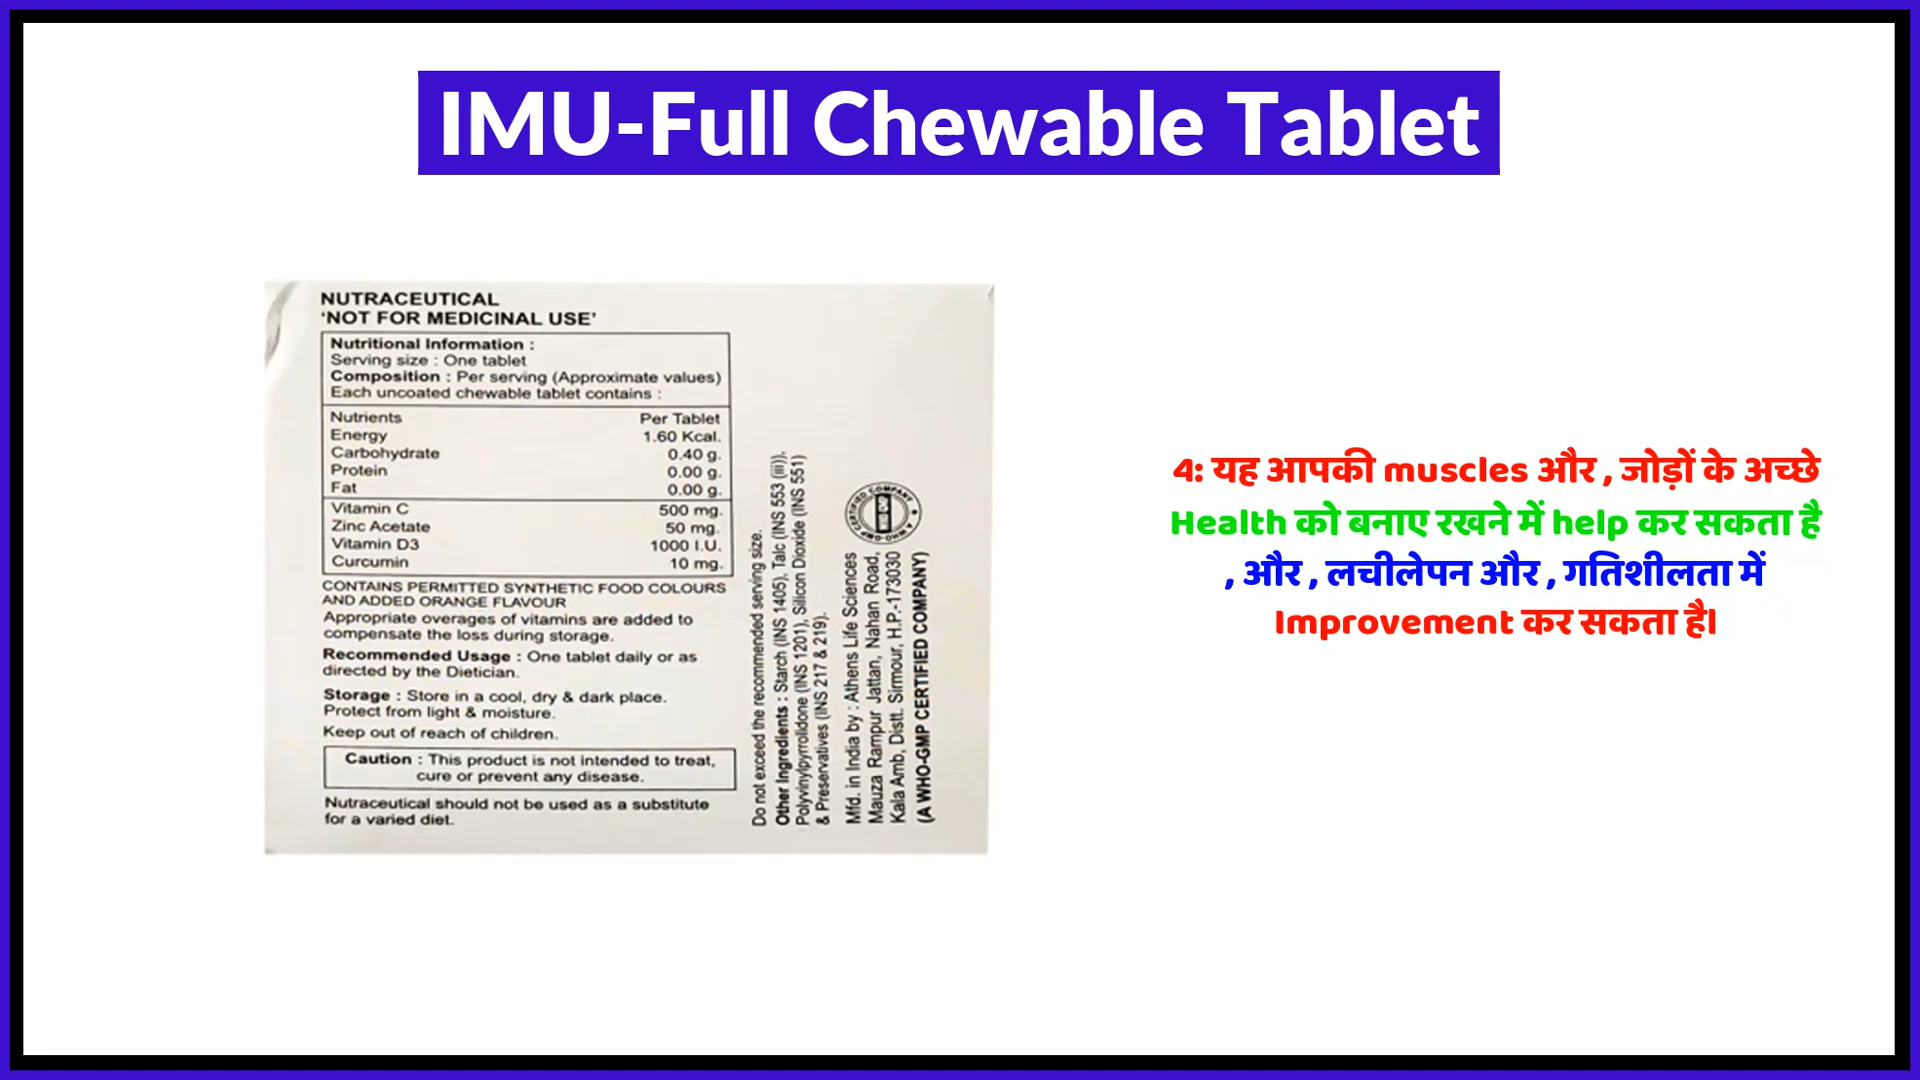 IMU-Full Chewable Tablet
NUTRACEUTICAL
'NOT FOR MEDICINAL USE'
Nutritional Information :
Serving size : One tablet
Composition : Per serving (Approximate values)
Each uncoated chewable tablet contains :
Nutrients Per Tablet
Energy 1.60 Kcal.
Carbohydrate 0.40 g.
Protein 0.00 g.
Fat 0.00 g.
Vitamin C 500 mg.
Zinc Acetate 50 mg.
Vitamin D3 1000 I.U.
Curcumin 10 mg.
CONTAINS PERMITTED SYNTHETIC FOOD COLOURS
AND ADDED ORANGE FLAVOUR
Appropriate overages of vitamins are added to
compensate the loss during storage.
Recommended Usage : One tablet daily or as
directed by the Dietician.
Storage : Store in a cool, dry & dark place.
Protect from light & moisture.
Keep out of reach of children.
Caution : This product is not intended to treat,
cure or prevent any disease.
Nutraceutical should not be used as a substitute
for a varied diet.
Do not exceed the recommended serving size.
Other Ingredients : Starch (INS 1405), Talc (INS 553 (iii)),
Polyvinylpyrrolidone (INS 1201), Silicon Dioxide (INS 551)
& Preservatives (INS 217 & 219).
Mfd. in India by : Athens Life Sciences
Mauza Rampur Jattan, Nahan Road,
Kala Amb, Distt. Sirmour, H.P.-173030
(A WHO-GMP CERTIFIED COMPANY)
4: यह आपकी muscles और , जोड़ों के अच्छे
Health को बनाए रखने में help कर सकता है
, और , लचीलेपन और , गतिशीलता में
Improvement कर सकता है।